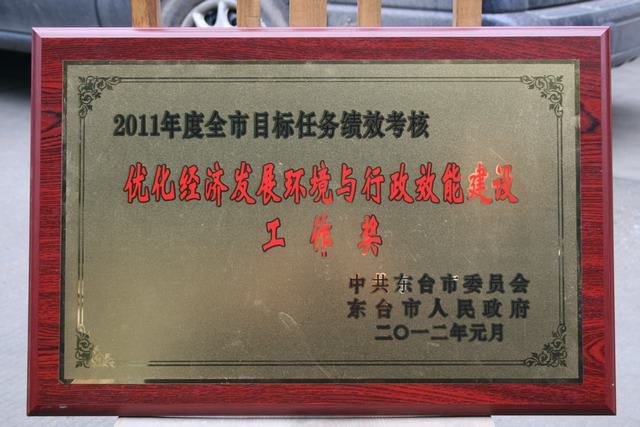 2011年度全市目标任务绩效考核
优化经济发展环境与行政效能建设
工作奖
中共东台市委员会
东台市人民政府
二〇一二年元月